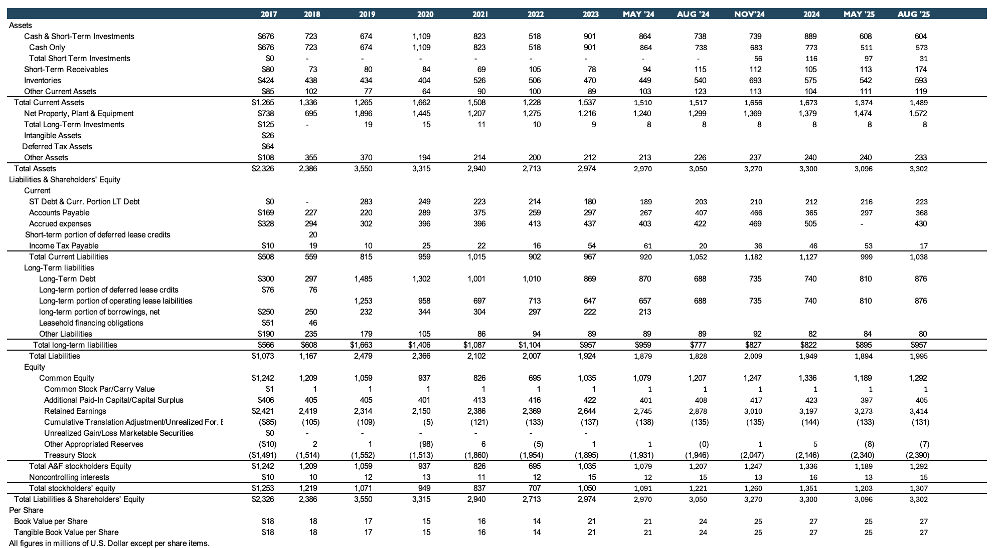 2017 2018 2019 2020 2021 2022 2023 MAY '24 AUG '24 NOV'24 2024 MAY '25 AUG '25
Assets
Cash & Short-Term Investments $676 723 674 1,109 823 518 901 864 738 739 889 608 604
Cash Only $676 723 674 1,109 823 518 901 864 738 683 773 511 573
Total Short Term Investments $0 - - - - - - - - 56 116 97 31
Short-Term Receivables $80 73 80 84 69 105 78 94 115 112 105 113 174
Inventories $424 438 434 404 526 506 470 449 540 693 575 542 593
Other Current Assets $85 102 77 64 90 100 89 103 123 113 104 111 119
Total Current Assets $1,265 1,336 1,265 1,662 1,508 1,228 1,537 1,510 1,517 1,656 1,673 1,374 1,489
Net Property, Plant & Equipment $738 695 1,896 1,445 1,207 1,275 1,216 1,240 1,299 1,369 1,379 1,474 1,572
Total Long-Term Investments $125 - 19 15 11 10 9 8 8 8 8 8 8
Intangible Assets $26
Deferred Tax Assets $64
Other Assets $108 355 370 194 214 200 212 213 226 237 240 240 233
Total Assets $2,326 2,386 3,550 3,315 2,940 2,713 2,974 2,970 3,050 3,270 3,300 3,096 3,302
Liabilities & Shareholders' Equity
Current
ST Debt & Curr. Portion LT Debt $0 - 283 249 223 214 180 189 203 210 212 216 223
Accounts Payable $169 227 220 289 375 259 297 267 407 466 365 297 368
Accrued expenses $328 294 302 396 396 413 437 403 422 469 505 - 430
Short-term portion of deferred lease credits 20
Income Tax Payable $10 19 10 25 22 16 54 61 20 36 46 53 17
Total Current Liabilities $508 559 815 959 1,015 902 967 920 1,052 1,182 1,127 999 1,038
Long-Term liabilities
Long-Term Debt $300 297 1,485 1,302 1,001 1,010 869 870 688 735 740 810 876
Long-term portion of deferred lease crdits $76 76
Long-term portion of operating lease laibilities 1,253 958 697 713 647 657 688 735 740 810 876
long-term portion of borrowings, net $250 250 232 344 304 297 222 213
Leasehold financing obligations $51 46
Other Liabilities $190 235 179 105 86 94 89 89 89 92 82 84 80
Total long-term liabilities $566 $608 $1,663 $1,406 $1,087 $1,104 $957 $959 $777 $827 $822 $895 $957
Total Liabilities $1,073 1,167 2,479 2,366 2,102 2,007 1,924 1,879 1,828 2,009 1,949 1,894 1,995
Equity
Common Equity $1,242 1,209 1,059 937 826 695 1,035 1,079 1,207 1,247 1,336 1,189 1,292
Common Stock Par/Carry Value $1 1 1 1 1 1 1 1 1 1 1 1 1
Additional Paid-In Capital/Capital Surplus $406 405 405 401 413 416 422 401 408 417 423 397 405
Retained Earnings $2,421 2,419 2,314 2,150 2,386 2,369 2,644 2,745 2,878 3,010 3,197 3,273 3,414
Cumulative Translation Adjustment/Unrealized For. ($85) (105) (109) (5) (121) (133) (137) (138) (135) (135) (144) (133) (131)
Unrealized Gain/Loss Marketable Securities $0 - - - - - -
Other Appropriated Reserves ($10) 2 1 (98) 6 (5) 1 1 (0) 1 5 (8) (7)
Treasury Stock ($1,491) (1,514) (1,552) (1,513) (1,860) (1,954) (1,895) (1,931) (1,946) (2,047) (2,146) (2,340) (2,390)
Total A&F stockholders Equity $1,242 1,209 1,059 937 826 695 1,035 1,079 1,207 1,247 1,336 1,189 1,292
Noncontrolling interests $10 10 12 13 11 12 15 12 15 13 16 13 15
Total stockholders' equity $1,253 1,219 1,071 949 837 707 1,050 1,091 1,221 1,260 1,351 1,203 1,307
Total Liabilities & Shareholders' Equity $2,326 2,386 3,550 3,315 2,940 2,713 2,974 2,970 3,050 3,270 3,300 3,096 3,302
Per Share
Book Value per Share $18 18 17 15 16 14 21 21 24 25 27 25 27
Tangible Book Value per Share $18 18 17 15 16 14 21 21 24 25 27 25 27
All figures in millions of U.S. Dollar except per share items.